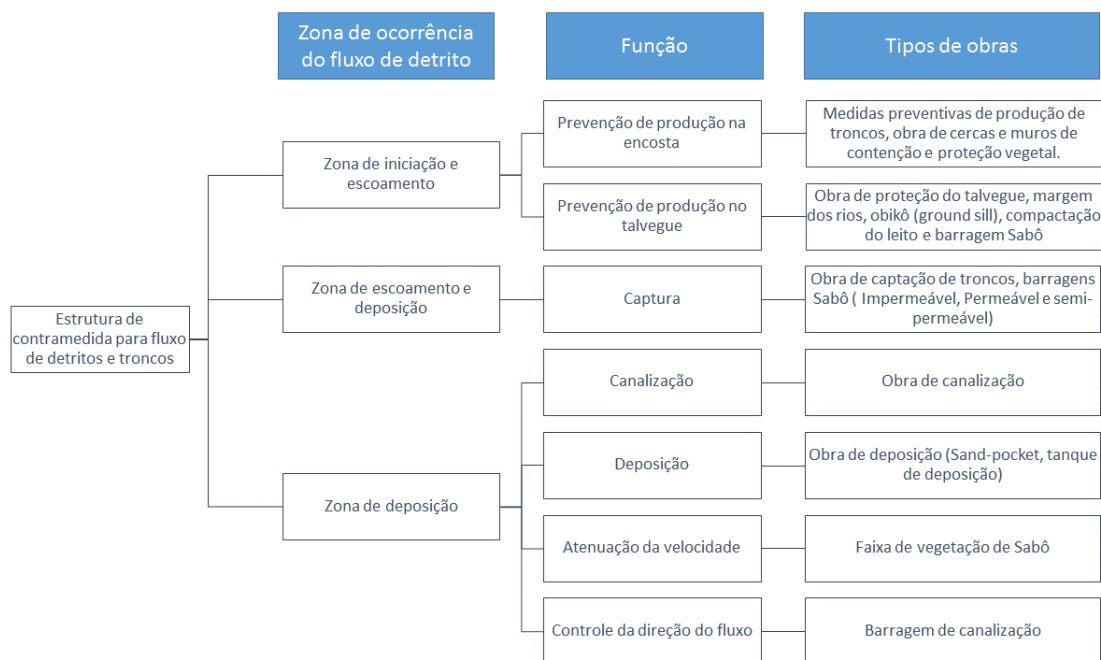 Zona de ocorrência
do fluxo de detrito
Função
Tipos de obras
Estrutura de
contramedida para fluxo
de detritos e troncos
Zona de iniciação e
escoamento
Prevenção de produção na
encosta
Medidas preventivas de produção de
troncos, obra de cercas e muros de
contenção e proteção vegetal.
Prevenção de produção no
talvegue
Obra de proteção do talvegue, margem
dos rios, obikô (ground sill), compactação
do leito e barragem Sabô
Zona de escoamento e
deposição
Captura
Obra de captação de troncos, barragens
Sabô ( Impermeável, Permeável e semi-
permeável)
Zona de deposição
Canalização
Obra de canalização
Deposição
Obra de deposição (Sand-pocket, tanque
de deposição)
Atenuação da velocidade
Faixa de vegetação de Sabô
Controle da direção do fluxo
Barragem de canalização